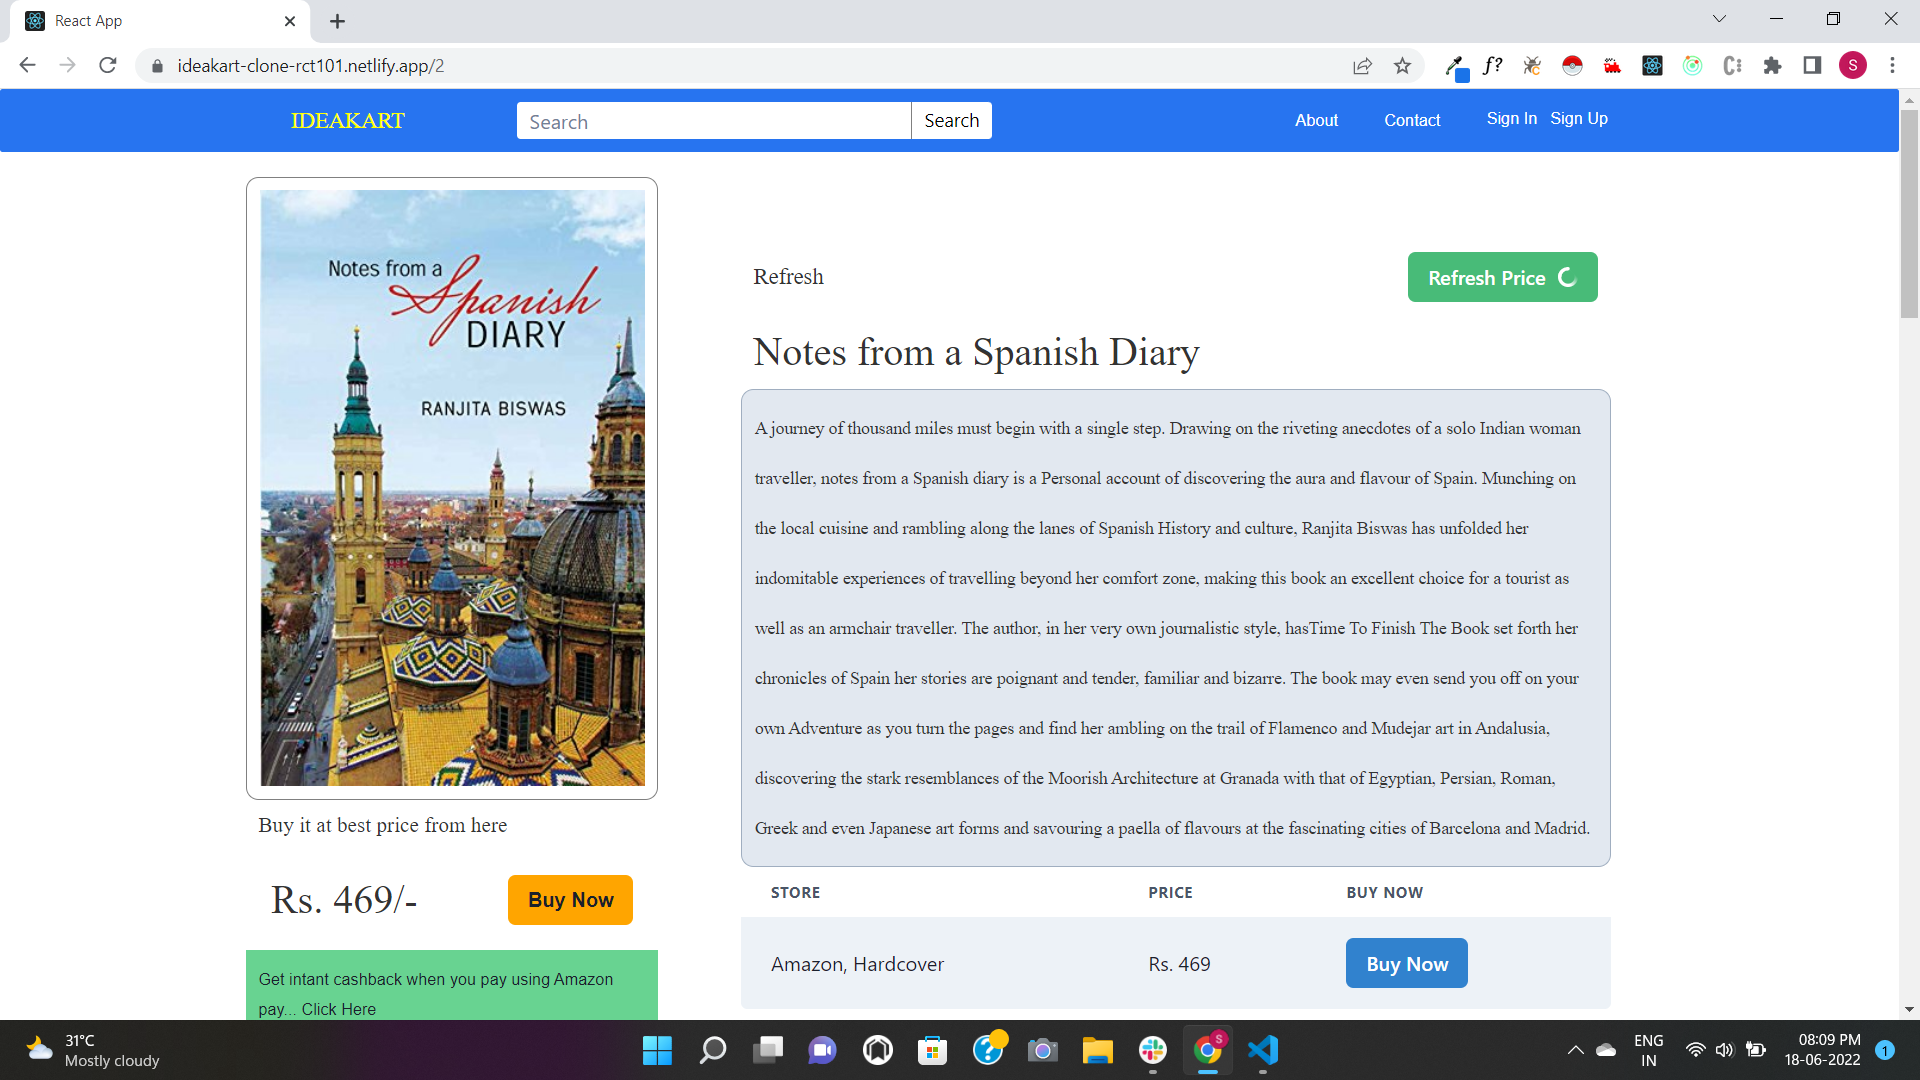 React App
ideakart-clone-rct101.netlify.app/2
f?
S
IDEAKART
Search
Search
About
Contact
Sign In
Sign Up
Notes from a
Spanish
DIARY
RANJITA BISWAS
Buy it at best price from here
Rs. 469/-
Buy Now
Get intant cashback when you pay using Amazon
pay... Click Here
Refresh
Refresh Price
Notes from a Spanish Diary
A journey of thousand miles must begin with a single step. Drawing on the riveting anecdotes of a solo Indian woman
traveller, notes from a Spanish diary is a Personal account of discovering the aura and flavour of Spain. Munching on
the local cuisine and rambling along the lanes of Spanish History and culture, Ranjita Biswas has unfolded her
indomitable experiences of travelling beyond her comfort zone, making this book an excellent choice for a tourist as
well as an armchair traveller. The author, in her very own journalistic style, hasTime To Finish The Book set forth her
chronicles of Spain her stories are poignant and tender, familiar and bizarre. The book may even send you off on your
own Adventure as you turn the pages and find her ambling on the trail of Flamenco and Mudejar art in Andalusia,
discovering the stark resemblances of the Moorish Architecture at Granada with that of Egyptian, Persian, Roman,
Greek and even Japanese art forms and savouring a paella of flavours at the fascinating cities of Barcelona and Madrid.
STORE PRICE BUY NOW
Amazon, Hardcover Rs. 469 Buy Now
31°C
Mostly cloudy
S
ENG
IN
08:09 PM
18-06-2022
1